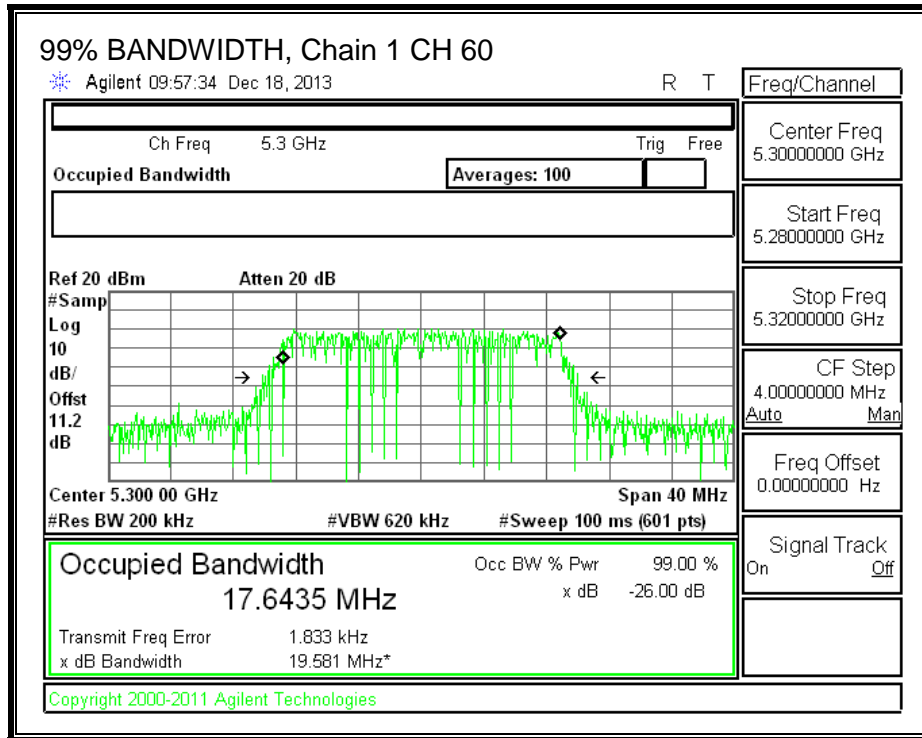 99% BANDWIDTH, Chain 1 CH 60
Agilent 09:57:34 Dec 18, 2013 R T
Freq/Channel
Ch Freq 5.3 GHz Trig Free
Occupied Bandwidth Averages: 100
Center Freq
5.30000000 GHz
Start Freq
5.28000000 GHz
Stop Freq
5.32000000 GHz
CF Step
4.00000000 MHz
Auto Man
Freq Offset
0.00000000 Hz
Signal Track
On Off
Ref 20 dBm Atten 20 dB
#Samp
Log
10
dB/
Offst
11.2
dB
Center 5.300 00 GHz Span 40 MHz
#Res BW 200 kHz #VBW 620 kHz #Sweep 100 ms (601 pts)
Occupied Bandwidth Occ BW % Pwr 99.00 %
17.6435 MHz x dB -26.00 dB
Transmit Freq Error 1.833 kHz
x dB Bandwidth 19.581 MHz*
Copyright 2000-2011 Agilent Technologies